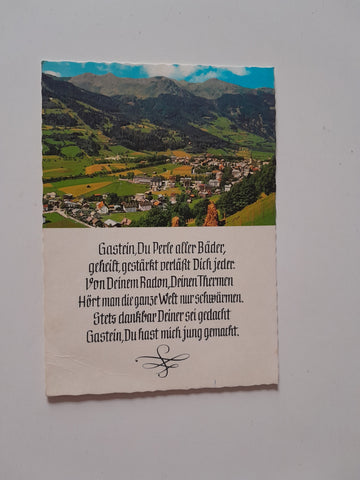 Gastein, Du Perle aller Bäder,
geheilt, gestärkt verläßt Dich jeder.
Von Deinem Radon, Deinen Thermen
Hört man die ganze Welt nur schwärmen.
Stets dankbar Deiner sei gedacht
Gastein, Du hast mich jung gemacht.